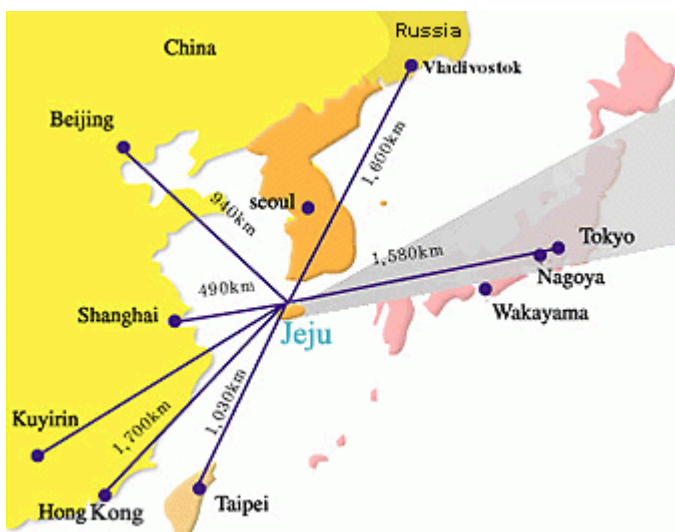 Russia
China
Vladivostok
Beijing
1,600km
940km
seoul
Tokyo
1,580km
Nagoya
490km
Shanghai
Wakayama
Jeju
1,030km
Kuyirin
1,700km
Hong Kong
Taipei